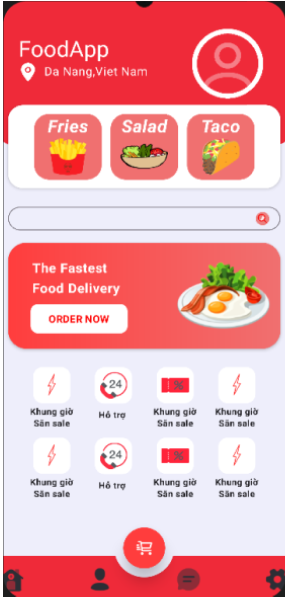 FoodApp
Da Nang,Viet Nam
Fries
Salad
Taco
The Fastest
Food Delivery
ORDER NOW
24
%
Khung giờ
Săn sale
Hỗ trợ
Khung giờ
Săn sale
Khung giờ
Săn sale
24
%
Khung giờ
Săn sale
Hỗ trợ
Khung giờ
Săn sale
Khung giờ
Săn sale